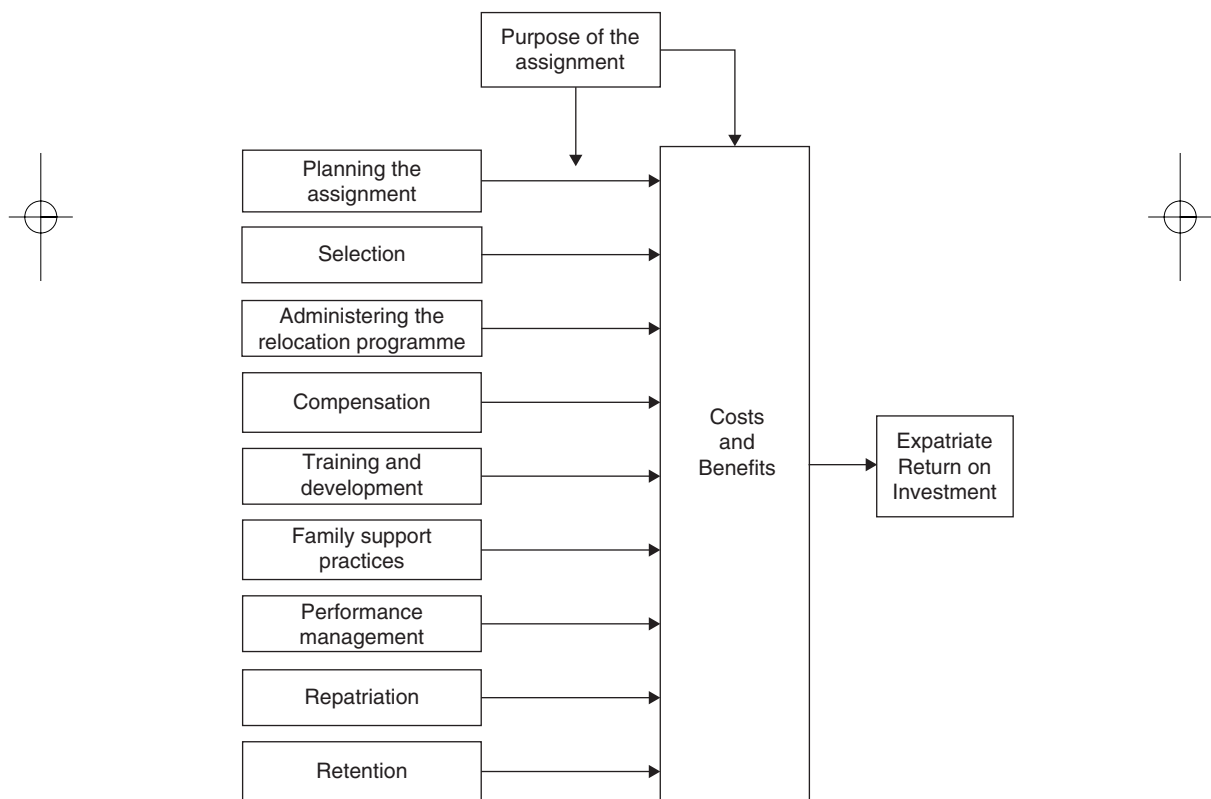 Purpose of the
assignment
Planning the
assignment
Selection
Administering the
relocation programme
Compensation
Training and
development
Family support
practices
Performance
management
Repatriation
Retention
Costs
and
Benefits
Expatriate
Return on
Investment